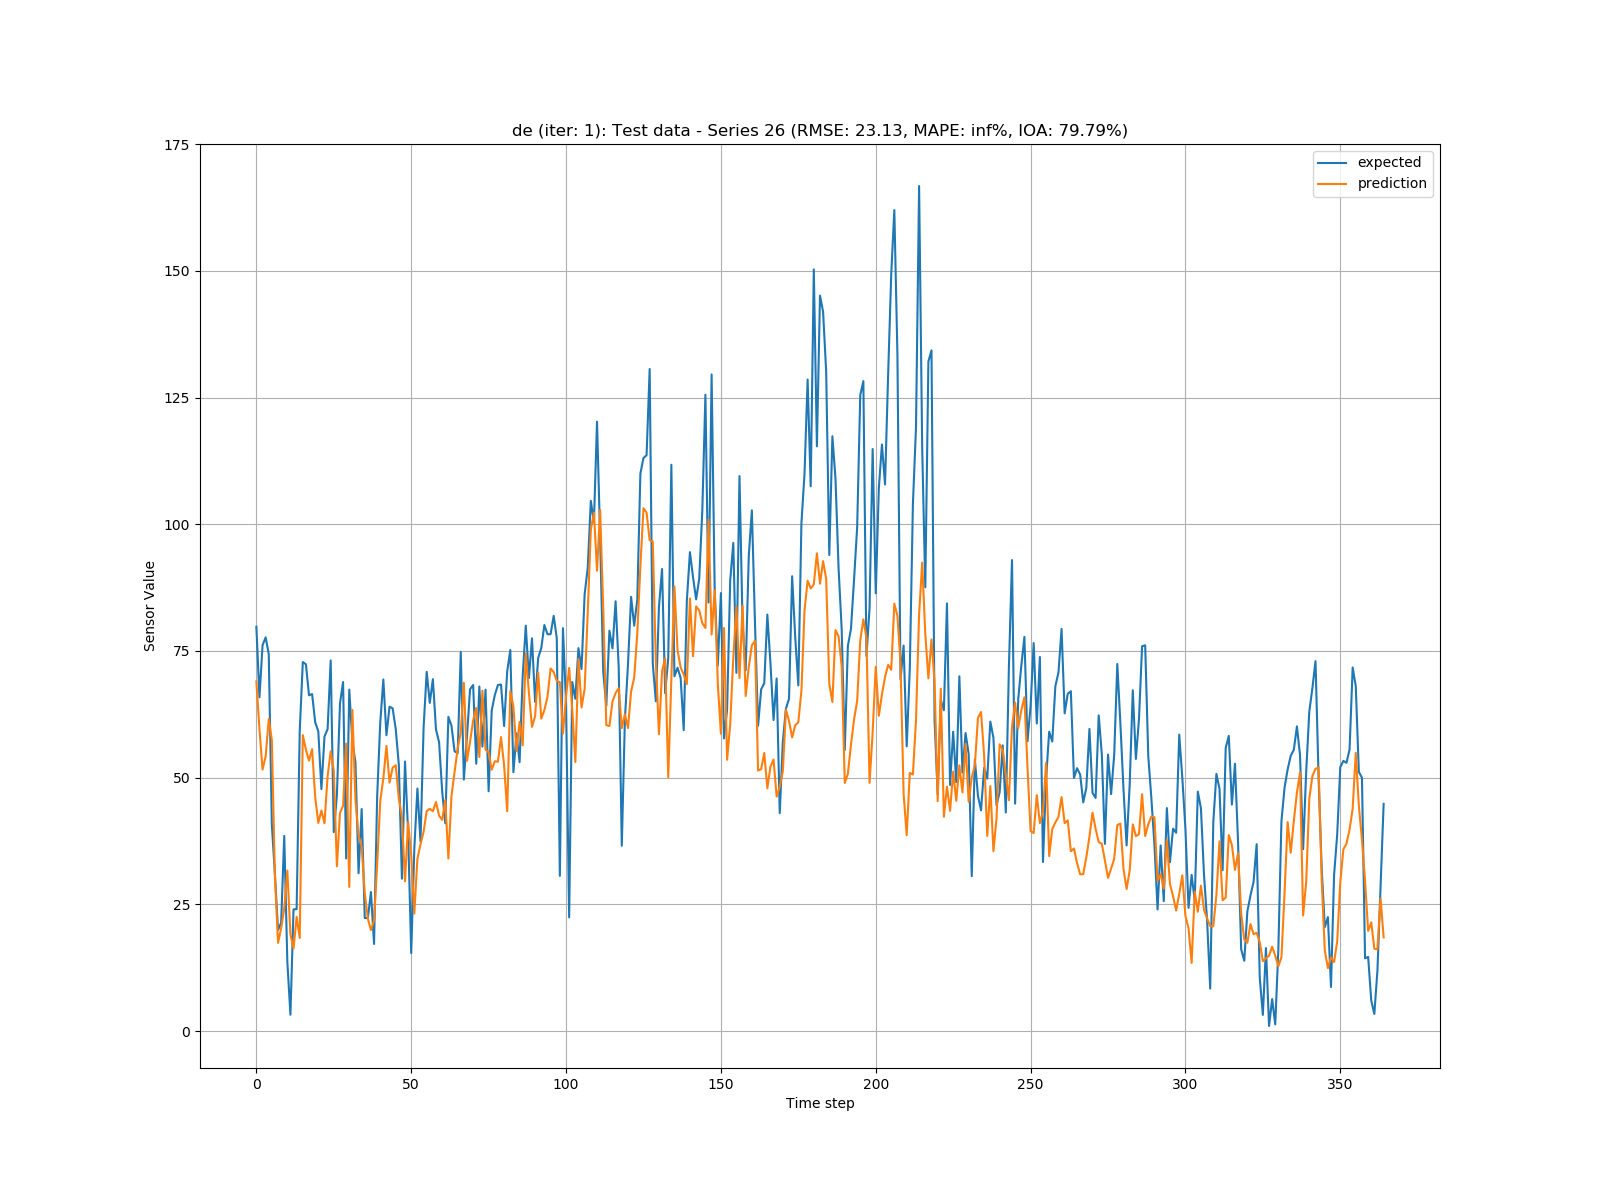 de (iter: 1): Test data - Series 26 (RMSE: 23.13, MAPE: inf%, IOA: 79.79%)
expected
prediction
175
150
125
100
75
50
25
0
Sensor Value
0 50 100 150 200 250 300 350
Time step